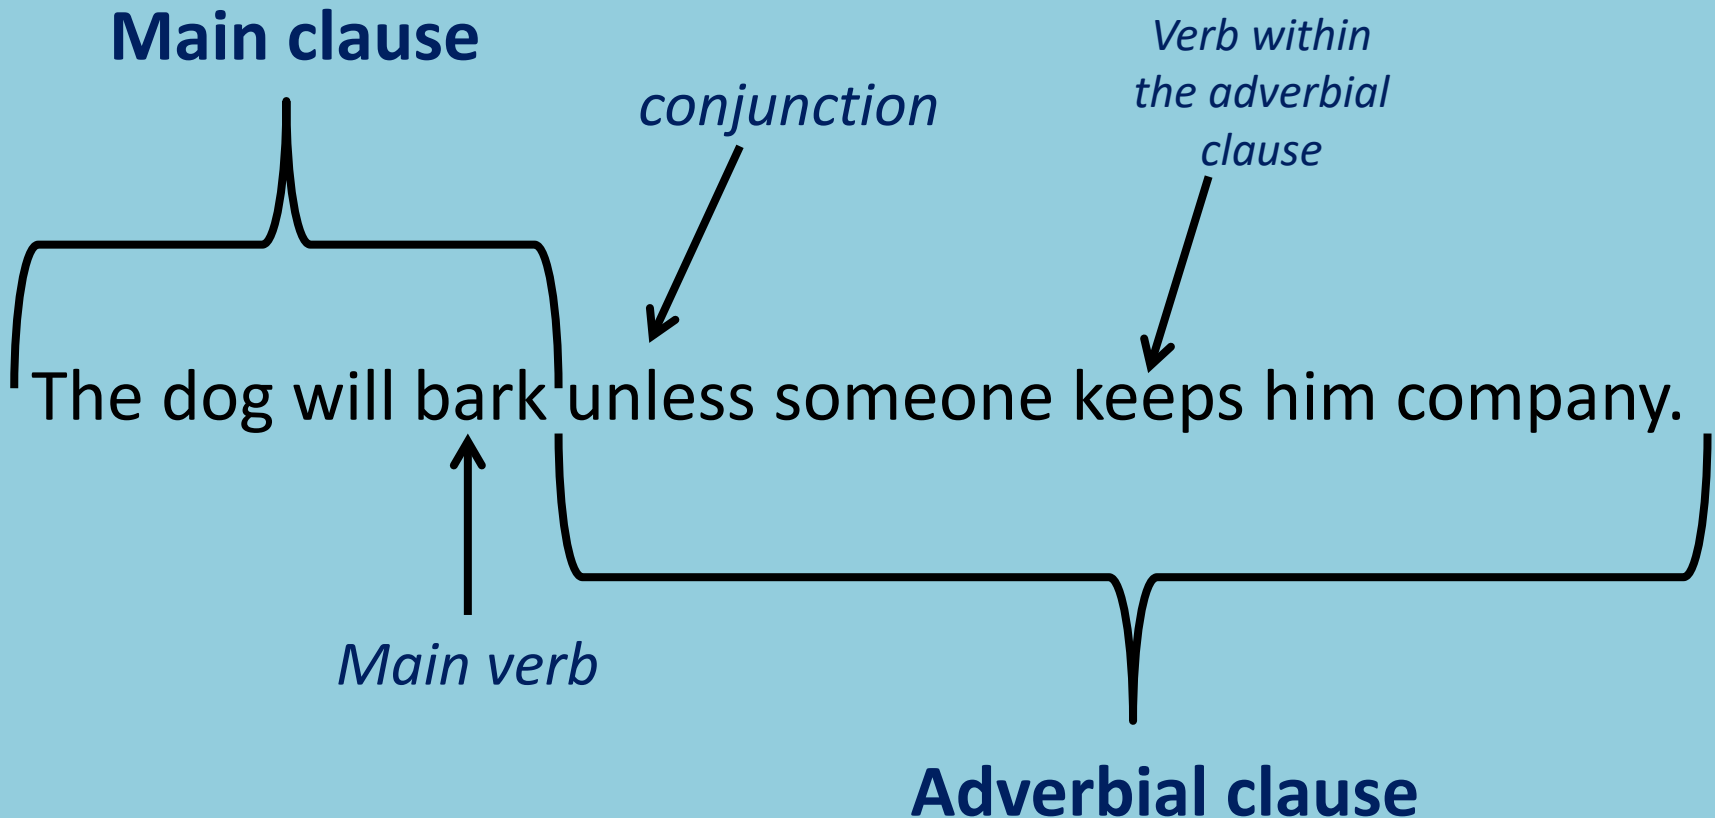 Main clause
Verb within
the adverbial
clause
conjunction
The dog will bark unless someone keeps him company.
Main verb
Adverbial clause